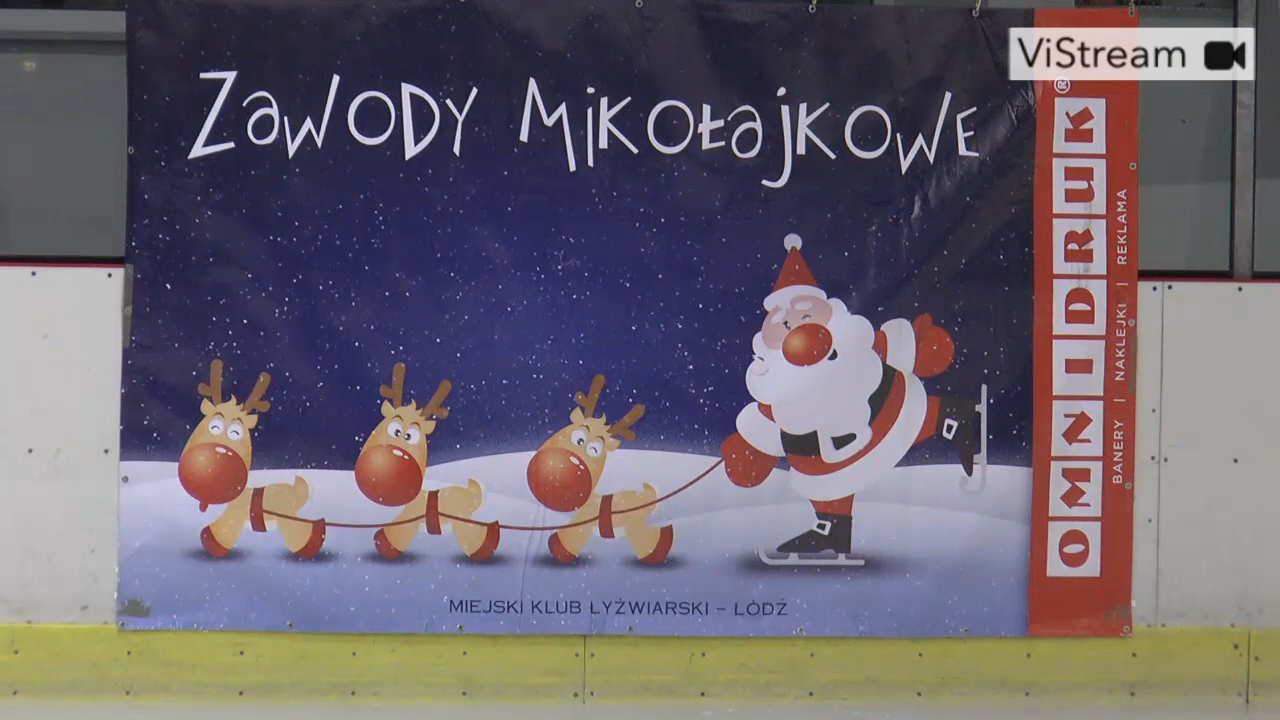 ViStream
Zawody Mikołajkowe
OMNIDRUK®
BANERY | NAKLEJKI | REKLAMA
MIEJSKI KLUB ŁYŻWIARSKI – ŁÓDŹ